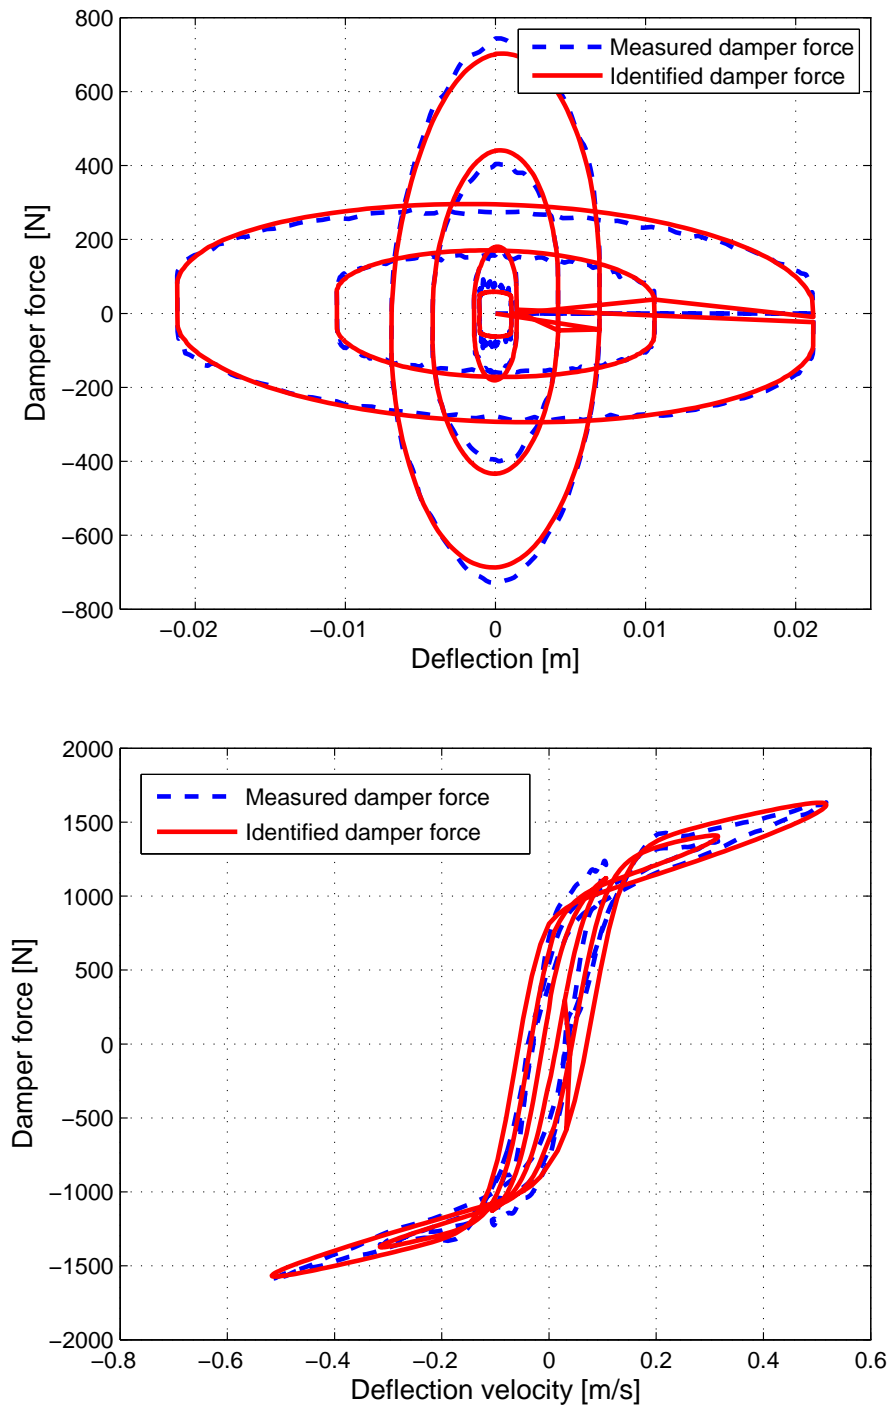 800
600
400
200
0
−200
−400
−600
−800
Damper force [N]
Measured damper force
Identified damper force
−0.02 −0.01 0 0.01 0.02
Deflection [m]
2000
1500
1000
500
0
−500
−1000
−1500
−2000
Damper force [N]
Measured damper force
Identified damper force
−0.8 −0.6 −0.4 −0.2 0 0.2 0.4 0.6
Deflection velocity [m/s]